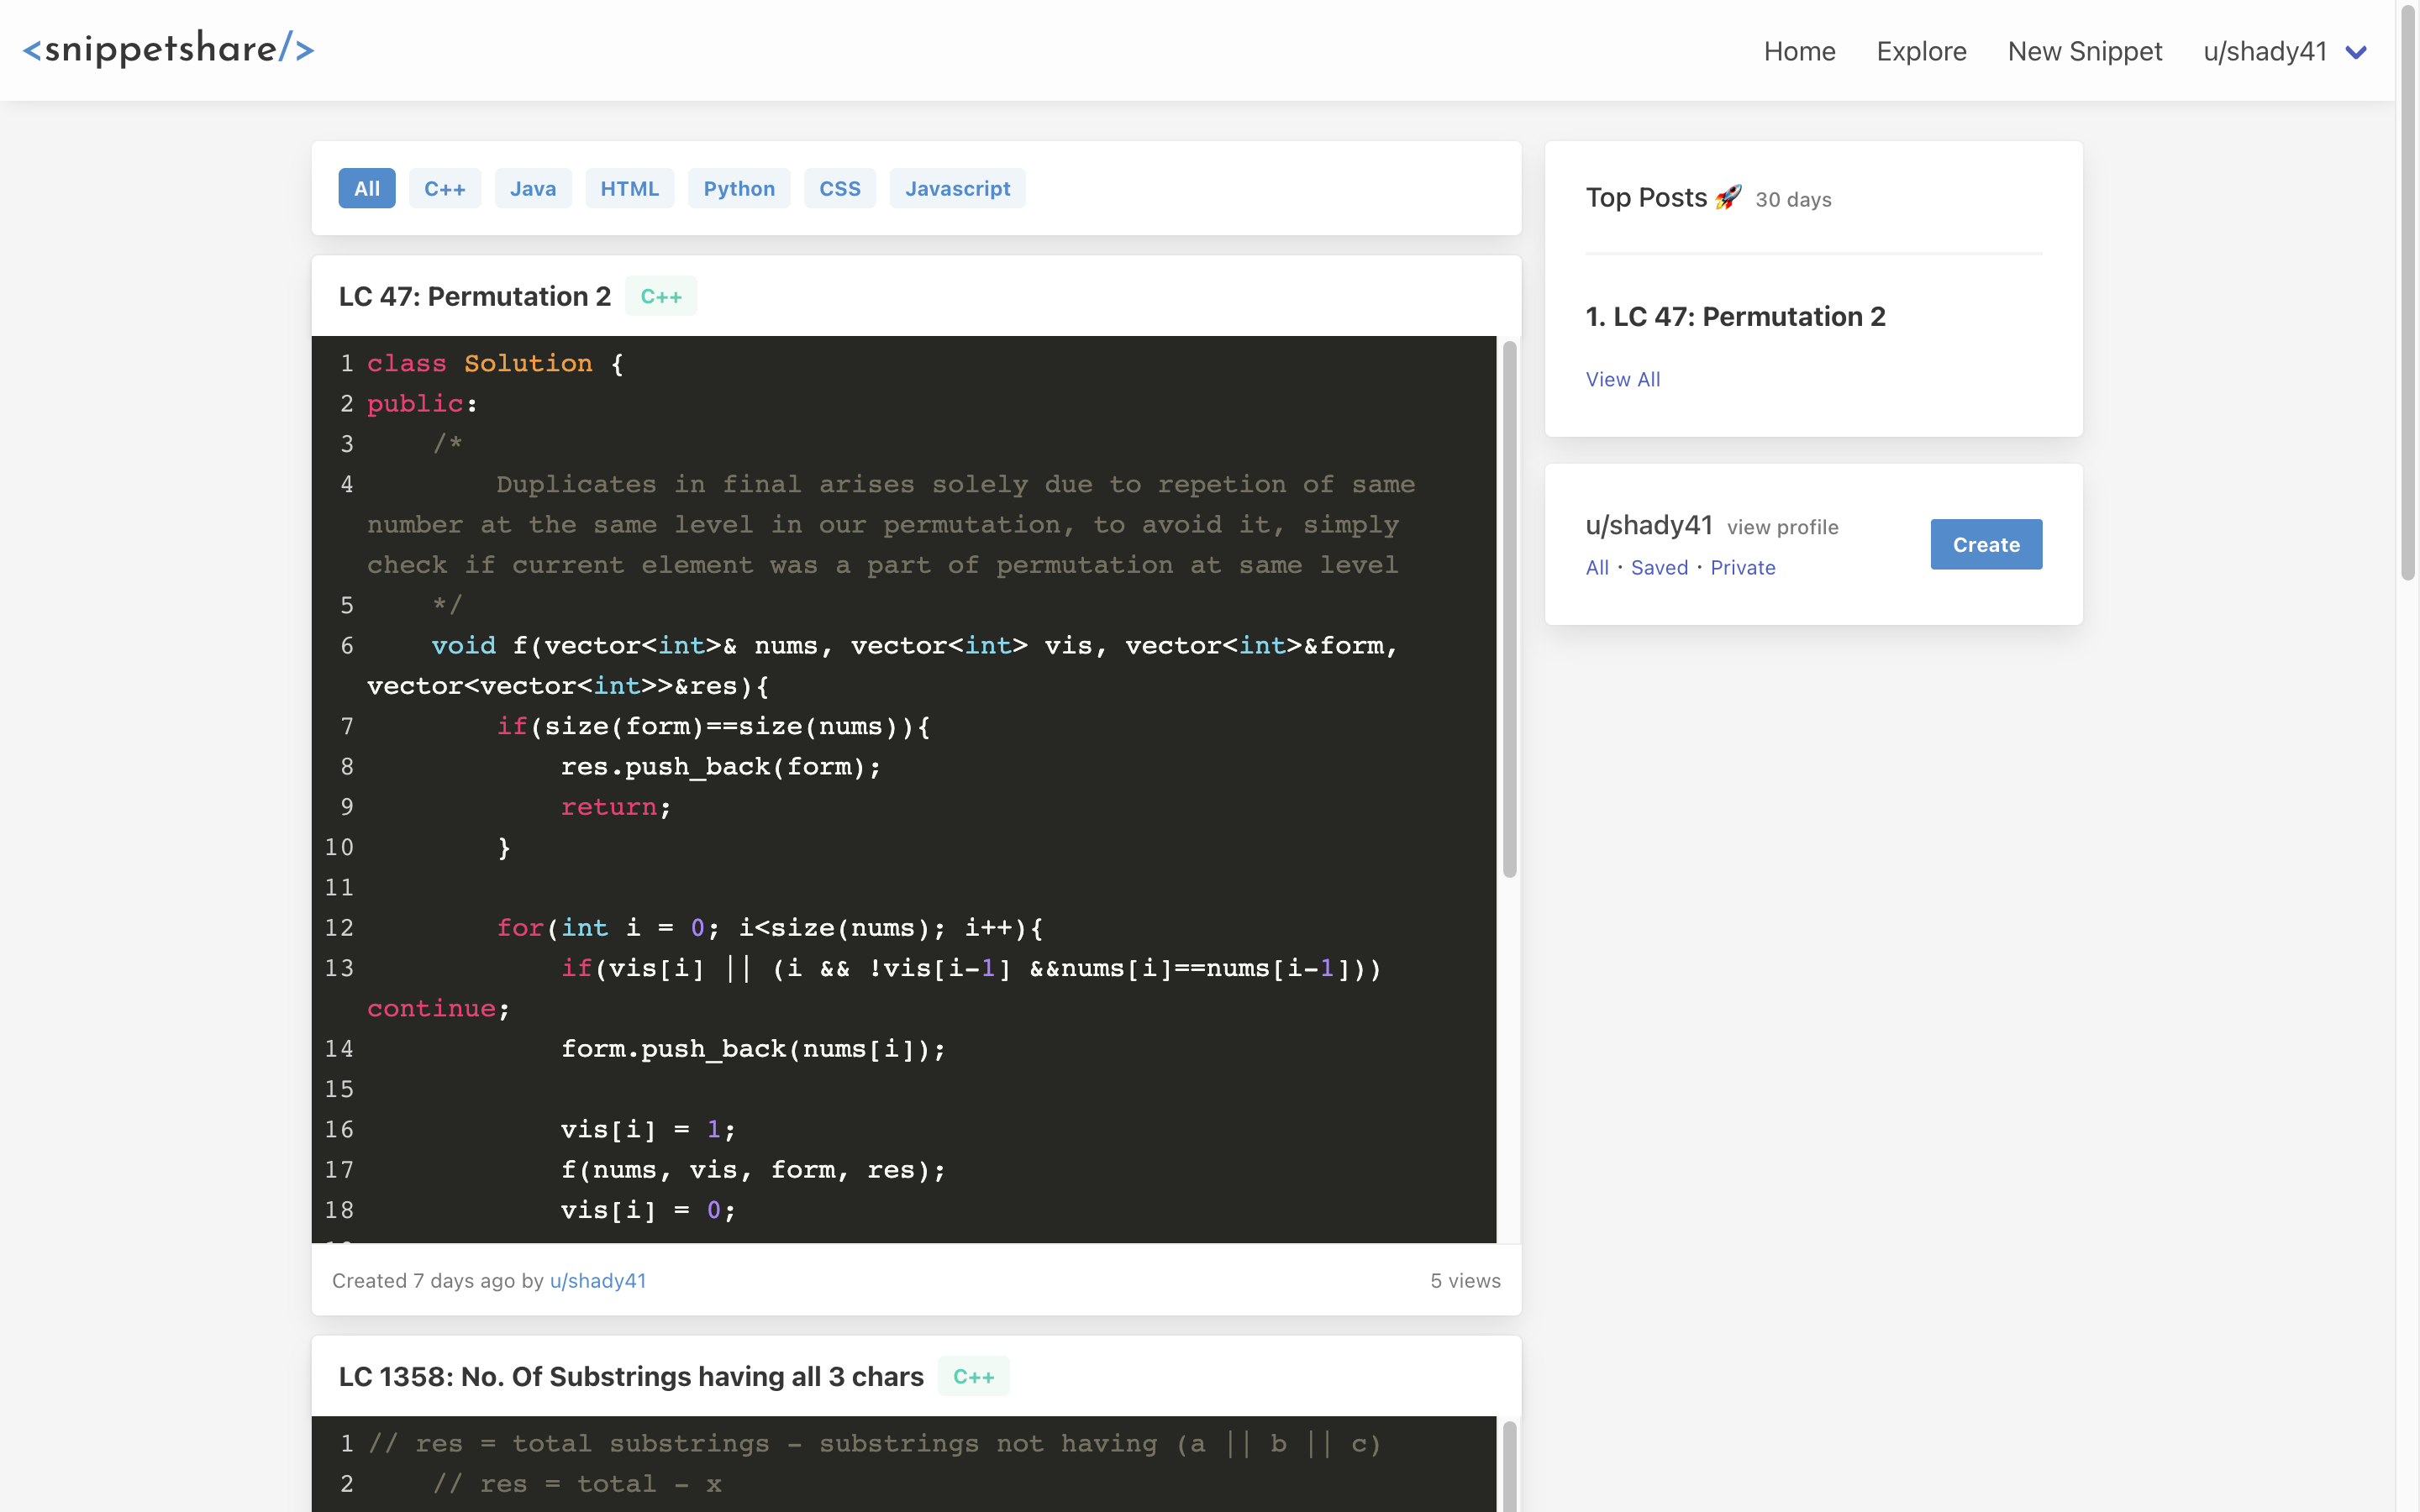 <snippetshare/>
Home Explore New Snippet u/shady41
All C++ Java HTML Python CSS Javascript
LC 47: Permutation 2 C++
1 class Solution {
2 public:
3 /*
4 Duplicates in final arises solely due to repetion of same
number at the same level in our permutation, to avoid it, simply
check if current element was a part of permutation at same level
5 */
6 void f(vector<int>& nums, vector<int> vis, vector<int>&form,
vector<vector<int>>&res){
7 if(size(form)==size(nums)){
8 res.push_back(form);
9 return;
10 }
11
12 for(int i = 0; i<size(nums); i++){
13 if(vis[i] || (i && !vis[i-1] &&nums[i]==nums[i-1]))
continue;
14 form.push_back(nums[i]);
15
16 vis[i] = 1;
17 f(nums, vis, form, res);
18 vis[i] = 0;
Created 7 days ago by u/shady41 5 views
LC 1358: No. Of Substrings having all 3 chars C++
1 // res = total substrings - substrings not having (a || b || c)
2 // res = total - x
Top Posts 🚀 30 days
1. LC 47: Permutation 2
View All
u/shady41 view profile
All · Saved · Private
Create